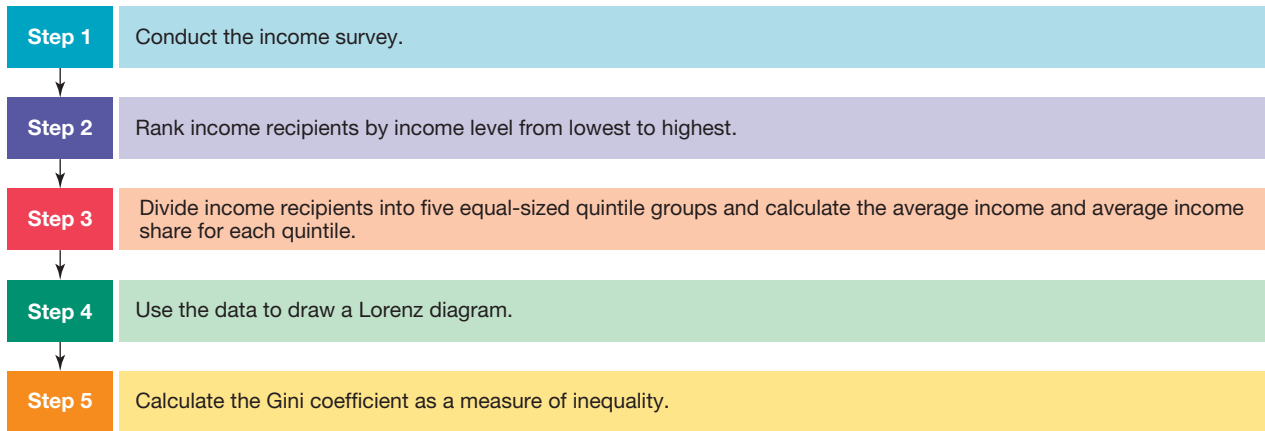 Step 1
Conduct the income survey.
Step 2
Rank income recipients by income level from lowest to highest.
Step 3
Divide income recipients into five equal-sized quintile groups and calculate the average income and average income
share for each quintile.
Step 4
Use the data to draw a Lorenz diagram.
Step 5
Calculate the Gini coefficient as a measure of inequality.